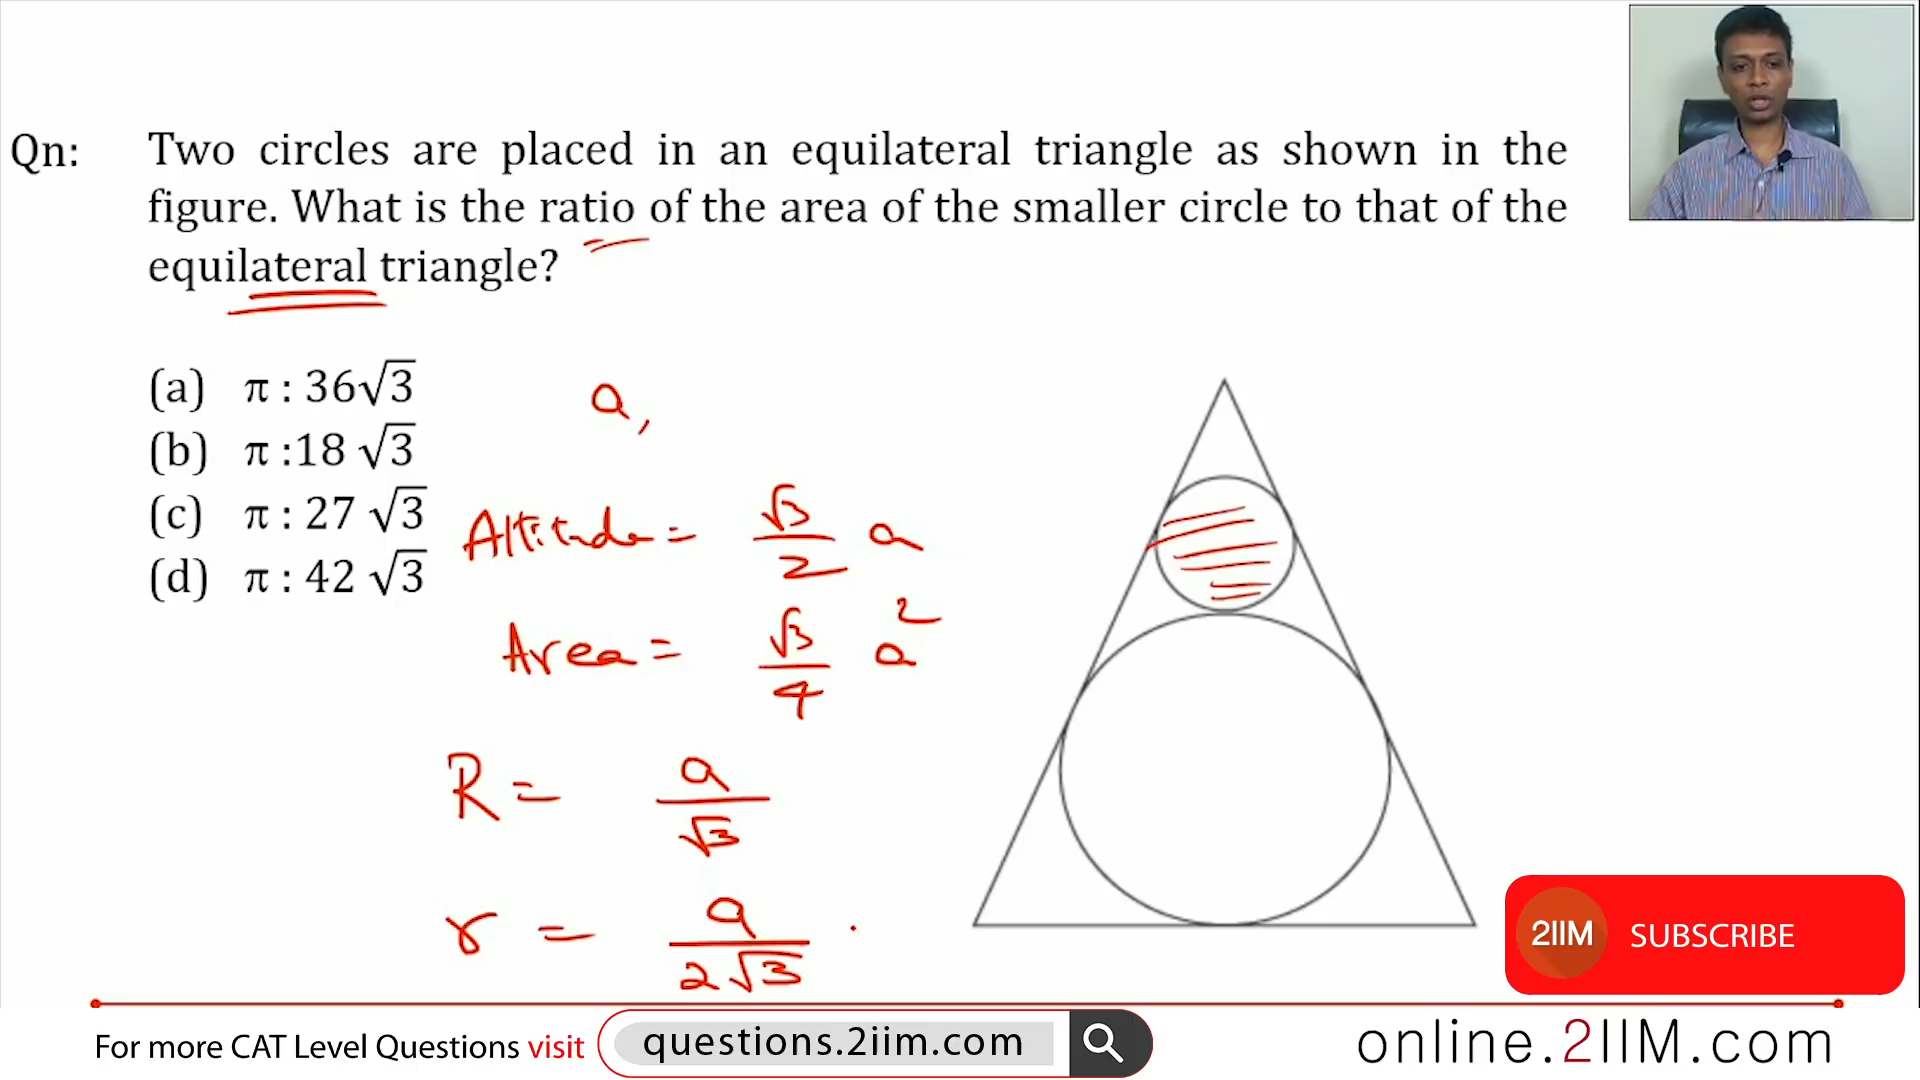 Qn: Two circles are placed in an equilateral triangle as shown in the
figure. What is the ratio of the area of the smaller circle to that of the
equilateral triangle?
(a) π : 36√3
(b) π :18 √3
(c) π : 27 √3
(d) π : 42 √3
a,
Altitude = √3/2 a
Area = √3/4 a²
R = a/√3
r = a/2√3 .
2IIM SUBSCRIBE
For more CAT Level Questions visit questions.2iim.com
online.2IIM.com